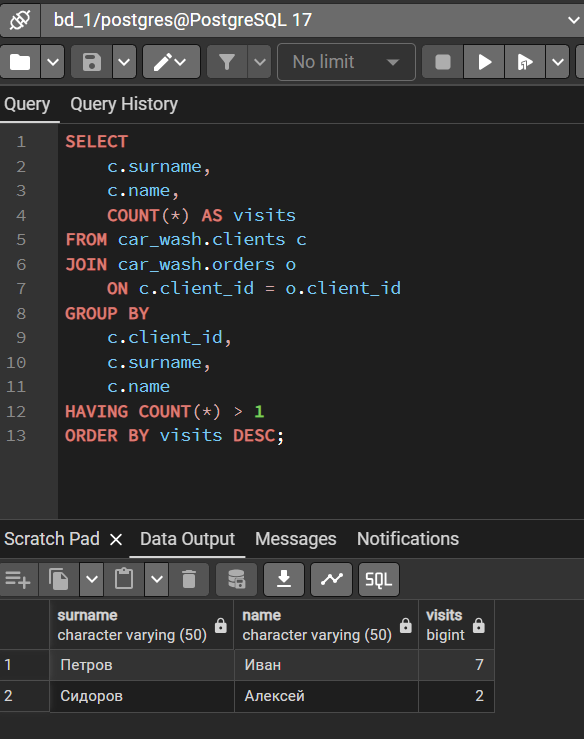 bd_1/postgres@PostgreSQL 17
No limit
Query Query History
1 SELECT
2 c.surname,
3 c.name,
4 COUNT(*) AS visits
5 FROM car_wash.clients c
6 JOIN car_wash.orders o
7 ON c.client_id = o.client_id
8 GROUP BY
9 c.client_id,
10 c.surname,
11 c.name
12 HAVING COUNT(*) > 1
13 ORDER BY visits DESC;
Scratch Pad Data Output Messages Notifications
SQL
surname name visits
character varying (50) character varying (50) bigint
1 Петров Иван 7
2 Сидоров Алексей 2